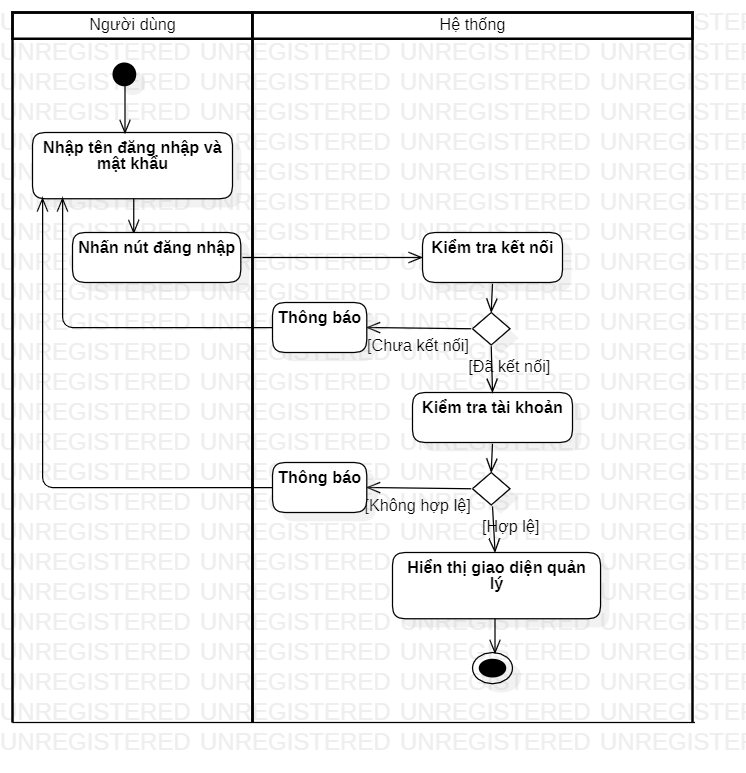 Người dùng
Hệ thống
Nhập tên đăng nhập và
mật khẩu
Nhấn nút đăng nhập
Kiểm tra kết nối
Thông báo
[Chưa kết nối]
[Đã kết nối]
Kiểm tra tài khoản
Thông báo
[Không hợp lệ]
[Hợp lệ]
Hiển thị giao diện quản
lý
UNREGISTERED UNREGISTERED UNREGISTERED UNREGISTERED